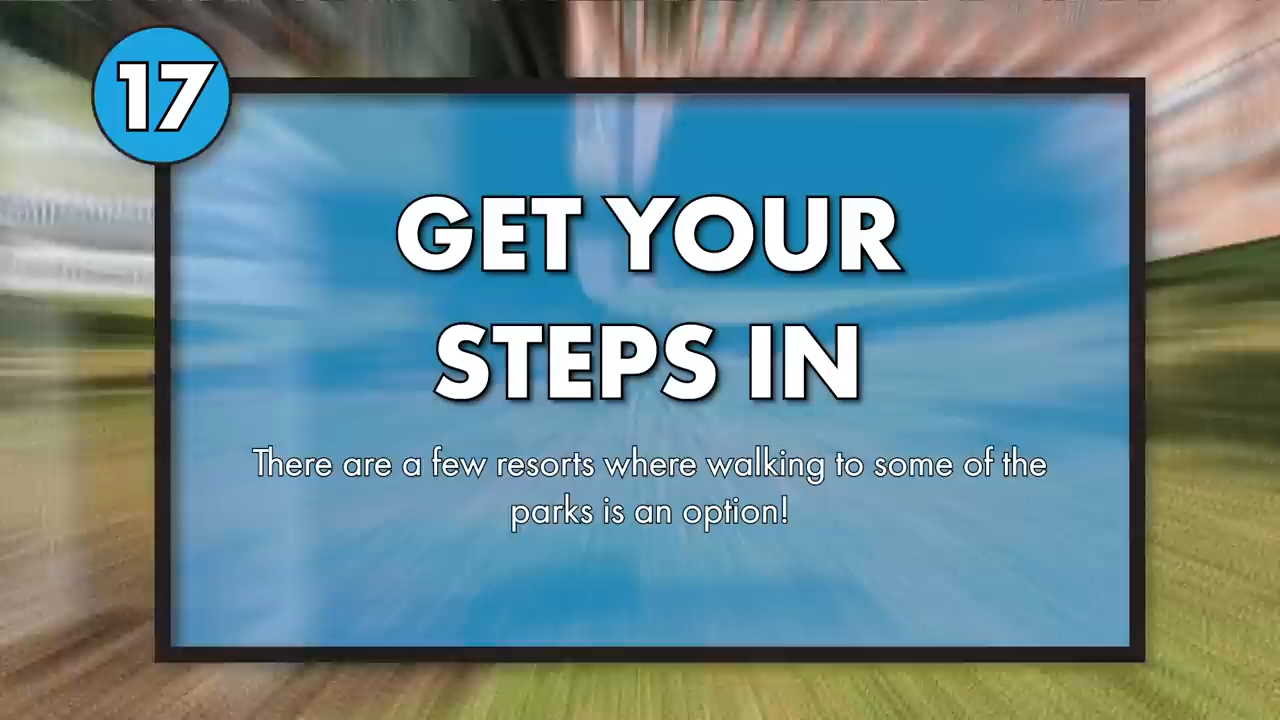 17
GET YOUR
STEPS IN
There are a few resorts where walking to some of the
parks is an option!